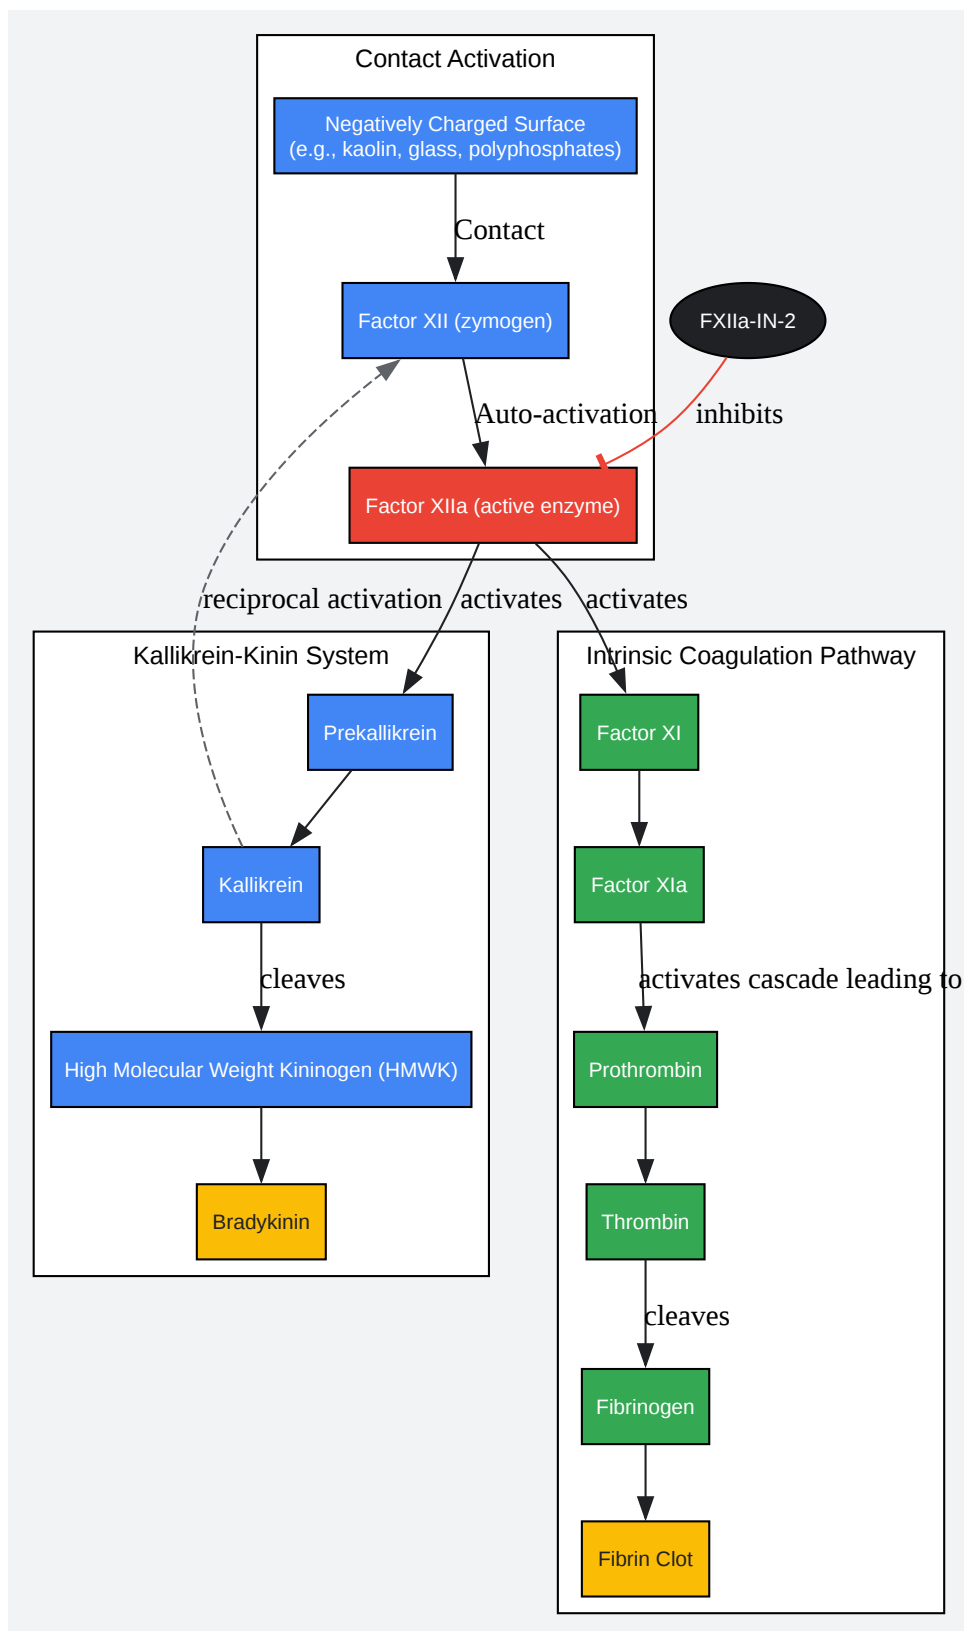 Contact Activation
Negatively Charged Surface
(e.g., kaolin, glass, polyphosphates)
Contact
Factor XII (zymogen)
FXIIa-IN-2
Auto-activation
inhibits
Factor XIIa (active enzyme)
reciprocal activation
activates
activates
Kallikrein-Kinin System
Intrinsic Coagulation Pathway
Prekallikrein
Factor XI
Kallikrein
Factor XIa
cleaves
activates cascade leading to
High Molecular Weight Kininogen (HMWK)
Prothrombin
Bradykinin
Thrombin
cleaves
Fibrinogen
Fibrin Clot